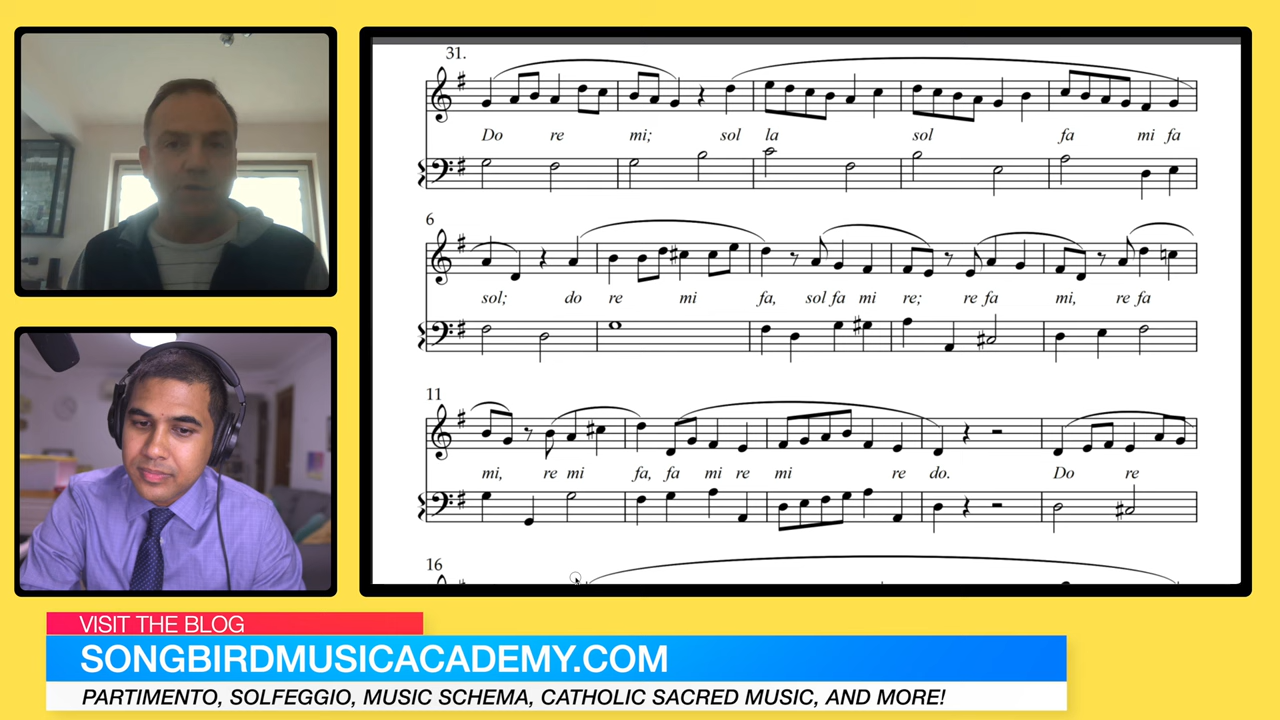 31.
Do re mi; sol la sol fa mi fa
6
sol; do re mi fa, sol fa mi re; re fa mi, re fa
11
mi, re mi fa, fa mi re mi re do. Do re
16
VISIT THE BLOG
SONGBIRDMUSICACADEMY.COM
PARTIMENTO, SOLFEGGIO, MUSIC SCHEMA, CATHOLIC SACRED MUSIC, AND MORE!